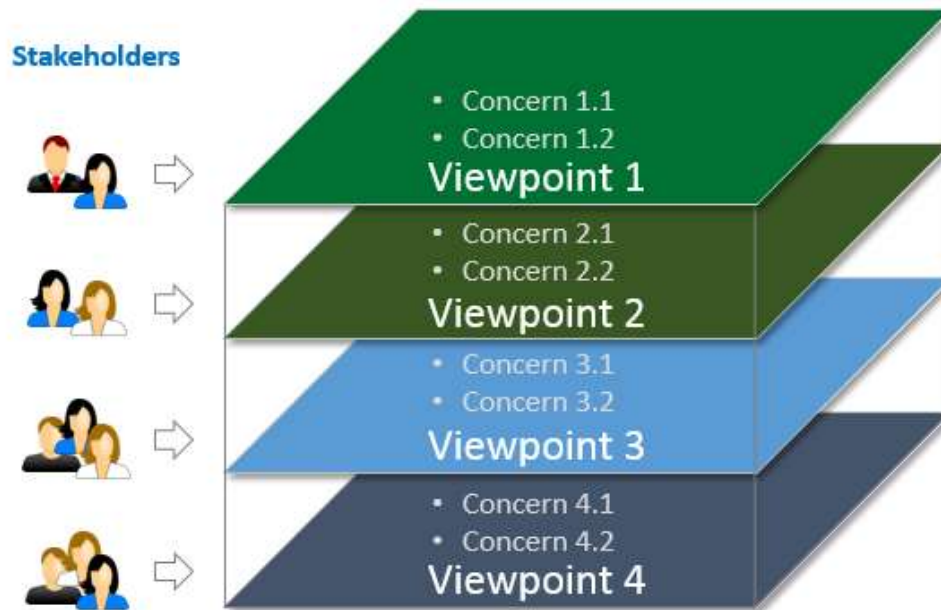 Stakeholders
• Concern 1.1
• Concern 1.2
Viewpoint 1
• Concern 2.1
• Concern 2.2
Viewpoint 2
• Concern 3.1
• Concern 3.2
Viewpoint 3
• Concern 4.1
• Concern 4.2
Viewpoint 4